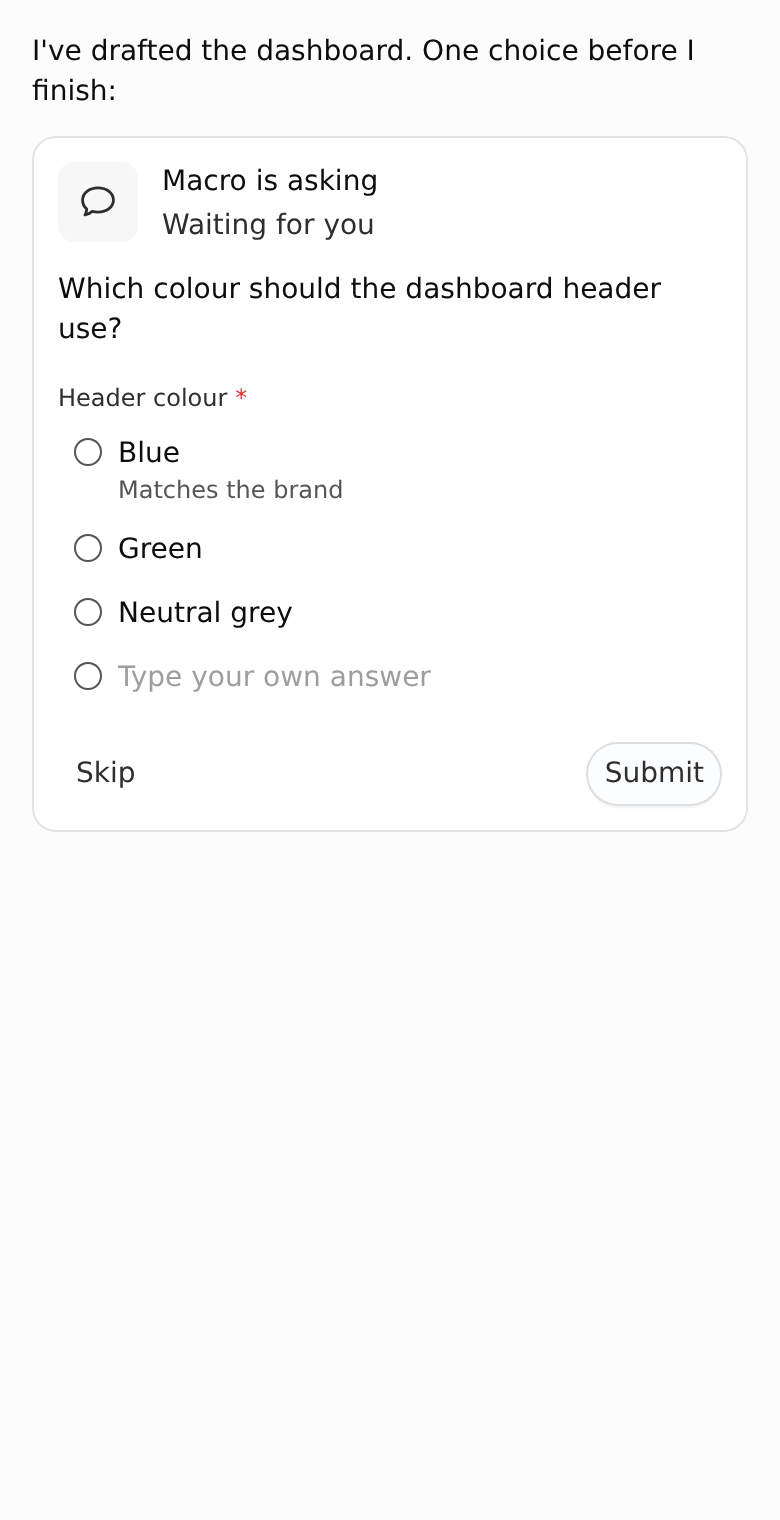 I've drafted the dashboard. One choice before I
finish:
Macro is asking
Waiting for you
Which colour should the dashboard header
use?
Header colour *
Blue
Matches the brand
Green
Neutral grey
Type your own answer
Skip
Submit